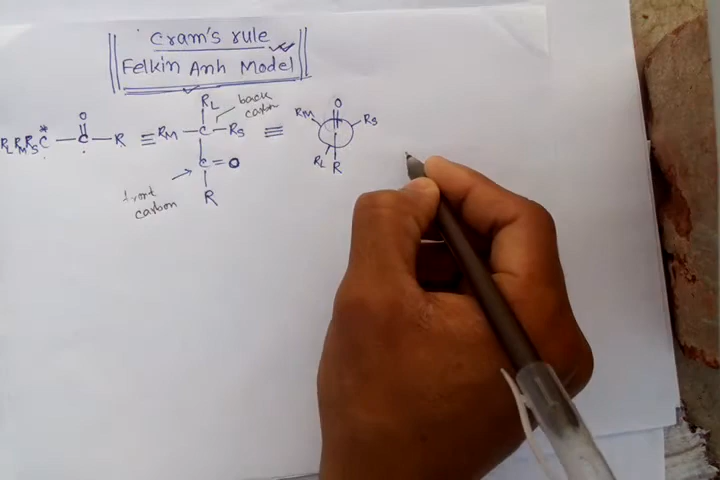 Cram's rule
Felkin Anh Model
RLRMRSC* — C — R ≡ RM — C — RS ≡
O
RL
back carbon
C = O
R
front carbon
O
RM
RS
RL
R